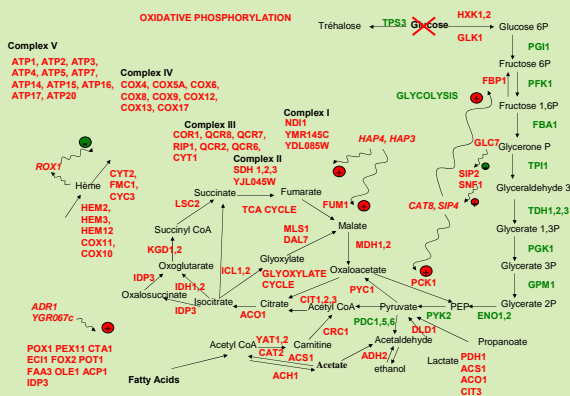 OXIDATIVE PHOSPHORYLATION
Tréhalose
TPS3
Glucose
HXK1,2
GLK1
Glucose 6P
PGI1
Fructose 6P
FBP1
PFK1
GLYCOLYSIS
Fructose 1,6P
FBA1
Glycerone P
GLC7
TPI1
SIP2
SNF1
Glyceraldehyde 3
TDH1,2,3
CAT8, SIP4
Glycerate 1,3P
PGK1
Glycerate 3P
PCK1
GPM1
Glycerate 2P
ENO1,2
PEP
Complex V
ATP1, ATP2, ATP3,
ATP4, ATP5, ATP7,
ATP14, ATP15, ATP16,
ATP17, ATP20
Complex IV
COX4, COX5A, COX6,
COX8, COX9, COX12,
COX13, COX17
Complex III
COR1, QCR8, QCR7,
RIP1, QCR2, QCR6,
CYT1
Complex II
SDH 1,2,3
YJL045W
Complex I
NDI1
YMR145C
YDL085W
HAP4, HAP3
+
+
+
-
-
+
+
+
ROX1
Hème
CYT2,
FMC1,
CYC3
HEM2,
HEM3,
HEM12
COX11,
COX10
Succinate
Fumarate
LSC2
TCA CYCLE
FUM1
Succinyl CoA
MLS1
DAL7
Malate
KGD1,2
Glyoxylate
MDH1,2
Oxoglutarate
ICL1,2
GLYOXYLATE
CYCLE
Oxaloacetate
IDP3
IDH1,2
PYC1
Oxalosuccinate
IDP3
Isocitrate
ACO1
Citrate
CIT1,2,3
Acetyl CoA
Pyruvate
PYK2
PDC1,5,6
DLD1
Propanoate
ADR1
YGR067c
POX1 PEX11 CTA1
ECI1 FOX2 POT1
FAA3 OLE1 ACP1
IDP3
Fatty Acids
Acetyl CoA
YAT1,2
CAT2
Carnitine
CRC1
ACS1
ACH1
Acetate
Acetaldehyde
ADH2
ethanol
Lactate
PDH1
ACS1
ACO1
CIT3